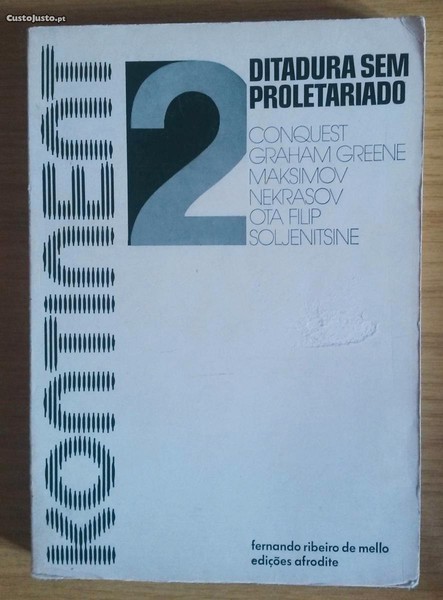 CustoJusto.pt
KONTINENT
2
DITADURA SEM
PROLETARIADO
CONQUEST
GRAHAM GREENE
MAKSIMOV
NEKRASOV
OTA FILIP
SOLJENITSINE
fernando ribeiro de mello
edições afrodite